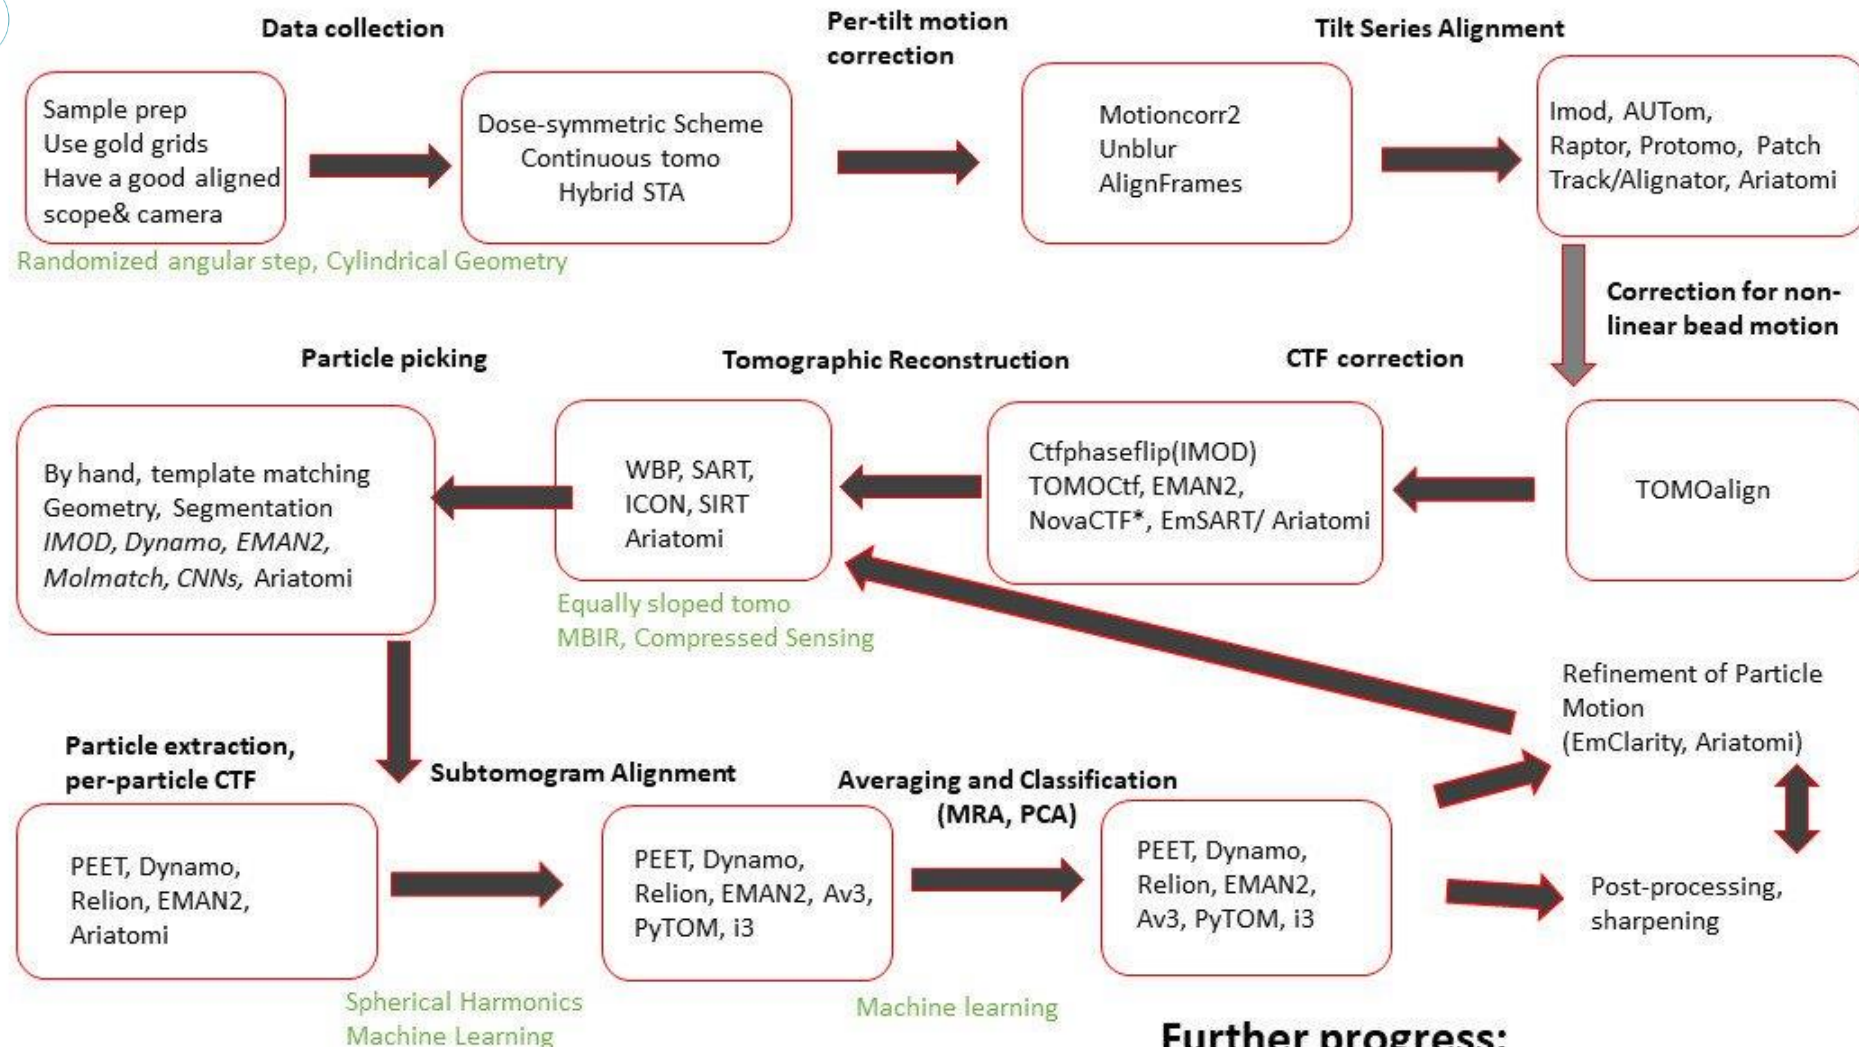 Data collection
Per-tilt motion
correction
Tilt Series Alignment
Sample prep
Use gold grids
Have a good aligned
scope& camera
Dose-symmetric Scheme
Continuous tomo
Hybrid STA
Motioncorr2
Unblur
AlignFrames
Imod, AUTom,
Raptor, Protomo, Patch
Track/Alignator, Ariatomi
Randomized angular step, Cylindrical Geometry
Correction for non-
linear bead motion
Particle picking
Tomographic Reconstruction
CTF correction
By hand, template matching
Geometry, Segmentation
IMOD, Dynamo, EMAN2,
Molmatch, CNNs, Ariatomi
WBP, SART,
ICON, SIRT
Ariatomi
Ctfphaseflip(IMOD)
TOMOCtf, EMAN2,
NovaCTF*, EmSART/ Ariatomi
TOMOalign
Equally sloped tomo
MBIR, Compressed Sensing
Refinement of Particle
Motion
(EmClarity, Ariatomi)
Particle extraction,
per-particle CTF
Subtomogram Alignment
Averaging and Classification
(MRA, PCA)
PEET, Dynamo,
Relion, EMAN2,
Ariatomi
PEET, Dynamo,
Relion, EMAN2, Av3,
PyTOM, i3
PEET, Dynamo,
Relion, EMAN2,
Av3, PyTOM, i3
Post-processing,
sharpening
Spherical Harmonics
Machine Learning
Machine learning
Further progress: